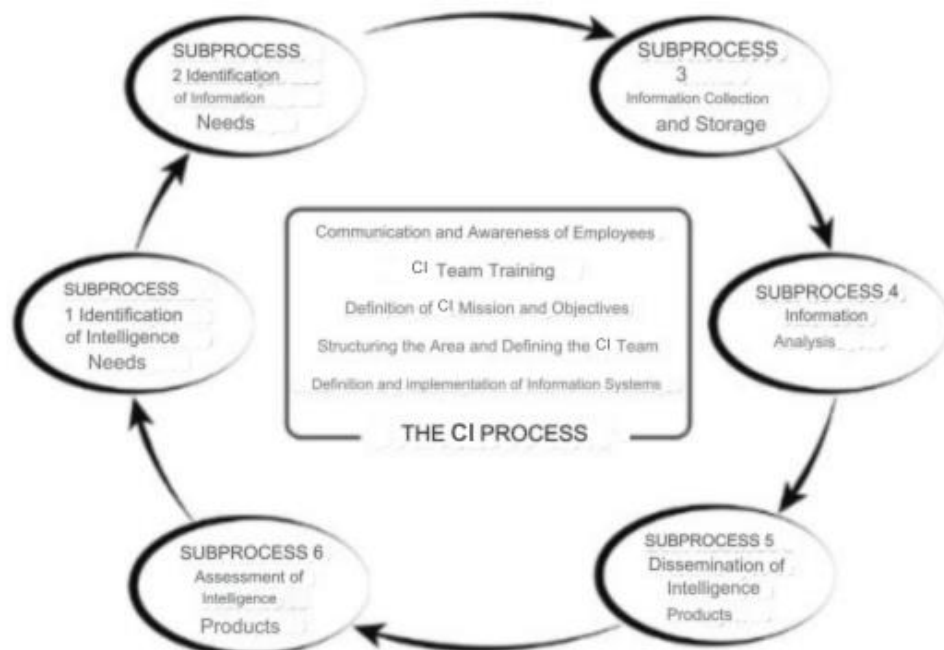 SUBPROCESS
2 Identification
of Information
Needs
SUBPROCESS
3
Information Collection
and Storage
Communication and Awareness of Employees
CI Team Training
Definition of CI Mission and Objectives
Structuring the Area and Defining the CI Team
Definition and implementation of Information Systems
THE CI PROCESS
SUBPROCESS
1 Identification
of Intelligence
Needs
SUBPROCESS 4
Information
Analysis
SUBPROCESS 6
Assessment of
Intelligence
Products
SUBPROCESS 5
Dissemination of
Intelligence
Products